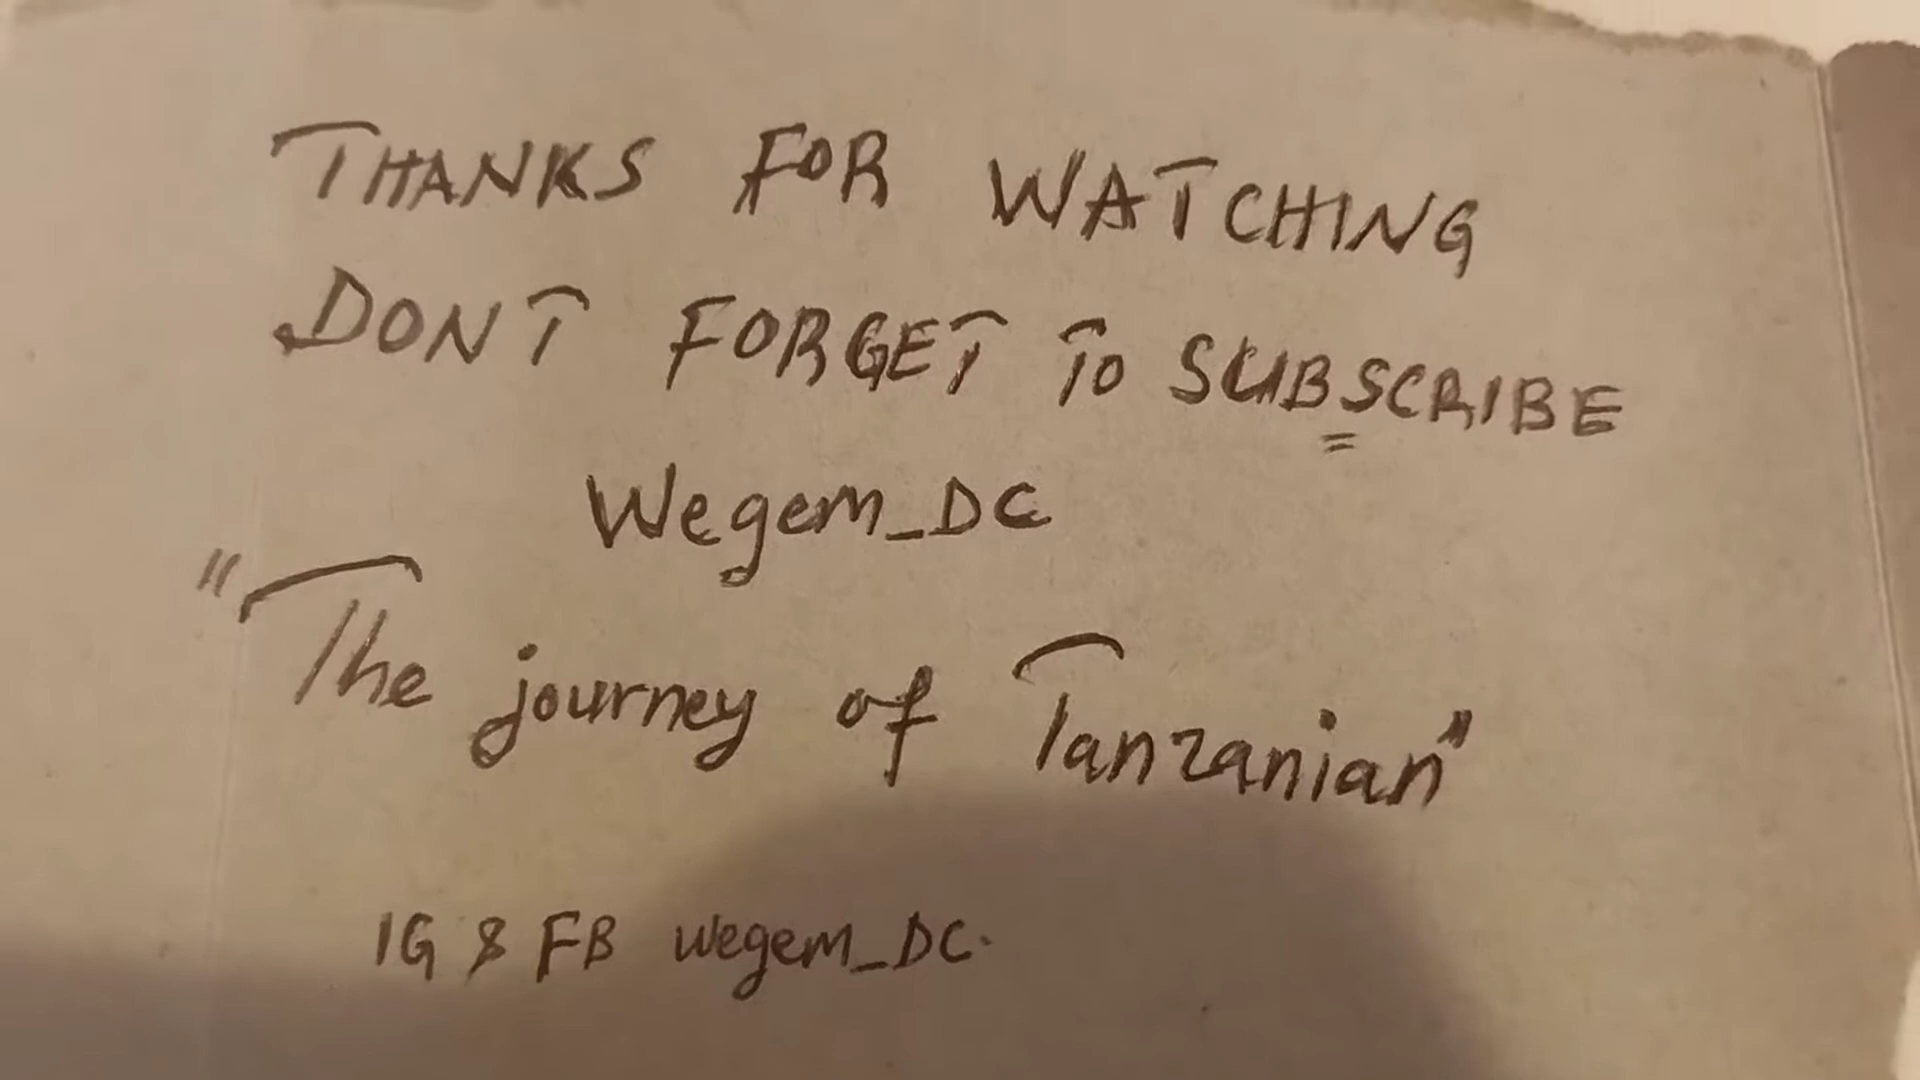 THANKS FOR WATCHING
DONT FORGET TO SUBSCRIBE
Wegem_DC
"The journey of Tanzanian"
IG & FB wegem_DC.